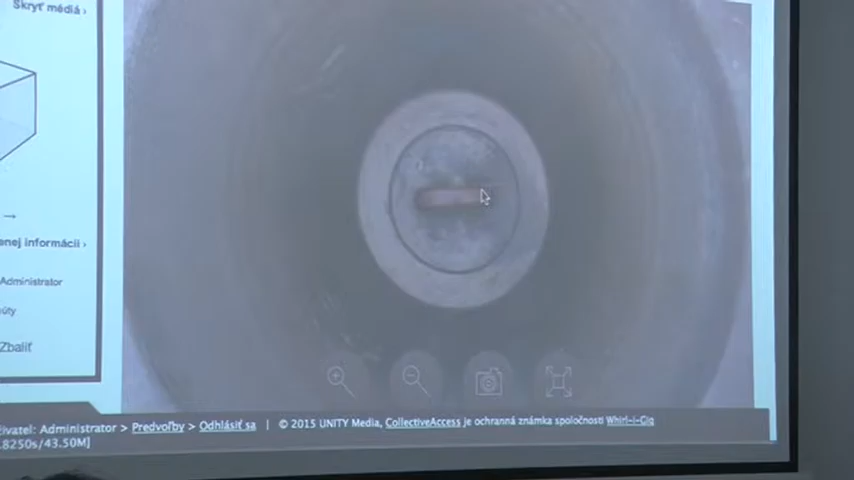 Skryť médiá ›
enej informácii ›
Administrator
Zbaliť
ívateľ: Administrator > Predvoľby > Odhlásiť sa | © 2015 UNITY Media, CollectiveAccess je ochranná známka spoločnosti Whirl-i-Gig
.8250s/43.50M]